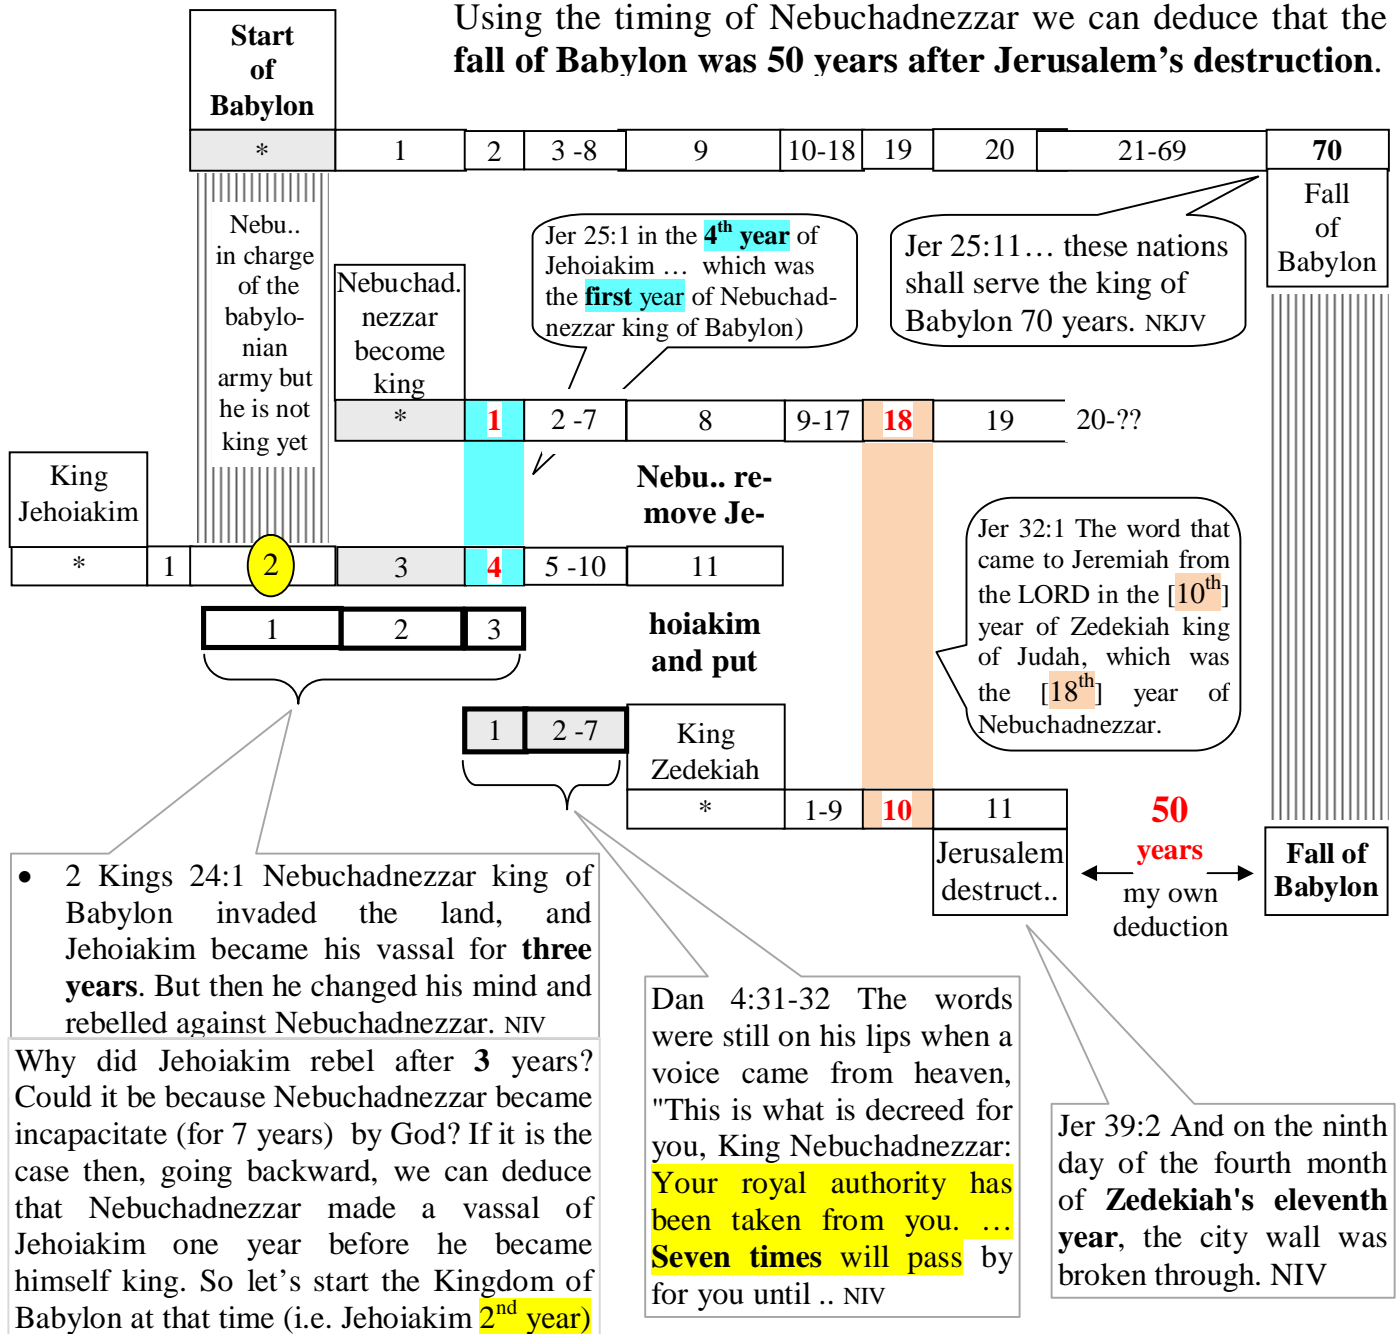 Using the timing of Nebuchadnezzar we can deduce that the
fall of Babylon was 50 years after Jerusalem's destruction.
Start
of
Babylon
* 1 2 3 -8 9 10-18 19 20 21-69 70
Fall
of
Babylon
Nebu..
in charge
of the
babylo-
nian
army but
he is not
king yet
Nebuchad.
nezzar
become
king
Jer 25:1 in the 4th year of
Jehoiakim … which was
the first year of Nebuchad-
nezzar king of Babylon)
Jer 25:11… these nations
shall serve the king of
Babylon 70 years. NKJV
* 1 2 -7 8 9-17 18 19 20-??
King
Jehoiakim
Nebu.. re-
move Je-
* 1 2 3 4 5 -10 11
1 2 3
hoiakim
and put
Jer 32:1 The word that
came to Jeremiah from
the LORD in the [10th]
year of Zedekiah king
of Judah, which was
the [18th] year of
Nebuchadnezzar.
1 2 -7
King
Zedekiah
* 1-9 10 11
Jerusalem
destruct..
50
years
my own
deduction
Fall of
Babylon
• 2 Kings 24:1 Nebuchadnezzar king of
Babylon invaded the land, and
Jehoiakim became his vassal for three
years. But then he changed his mind and
rebelled against Nebuchadnezzar. NIV
Why did Jehoiakim rebel after 3 years?
Could it be because Nebuchadnezzar became
incapacitate (for 7 years) by God? If it is the
case then, going backward, we can deduce
that Nebuchadnezzar made a vassal of
Jehoiakim one year before he became
himself king. So let's start the Kingdom of
Babylon at that time (i.e. Jehoiakim 2nd year)
Dan 4:31-32 The words
were still on his lips when a
voice came from heaven,
"This is what is decreed for
you, King Nebuchadnezzar:
Your royal authority has
been taken from you. …
Seven times will pass by
for you until .. NIV
Jer 39:2 And on the ninth
day of the fourth month
of Zedekiah's eleventh
year, the city wall was
broken through. NIV